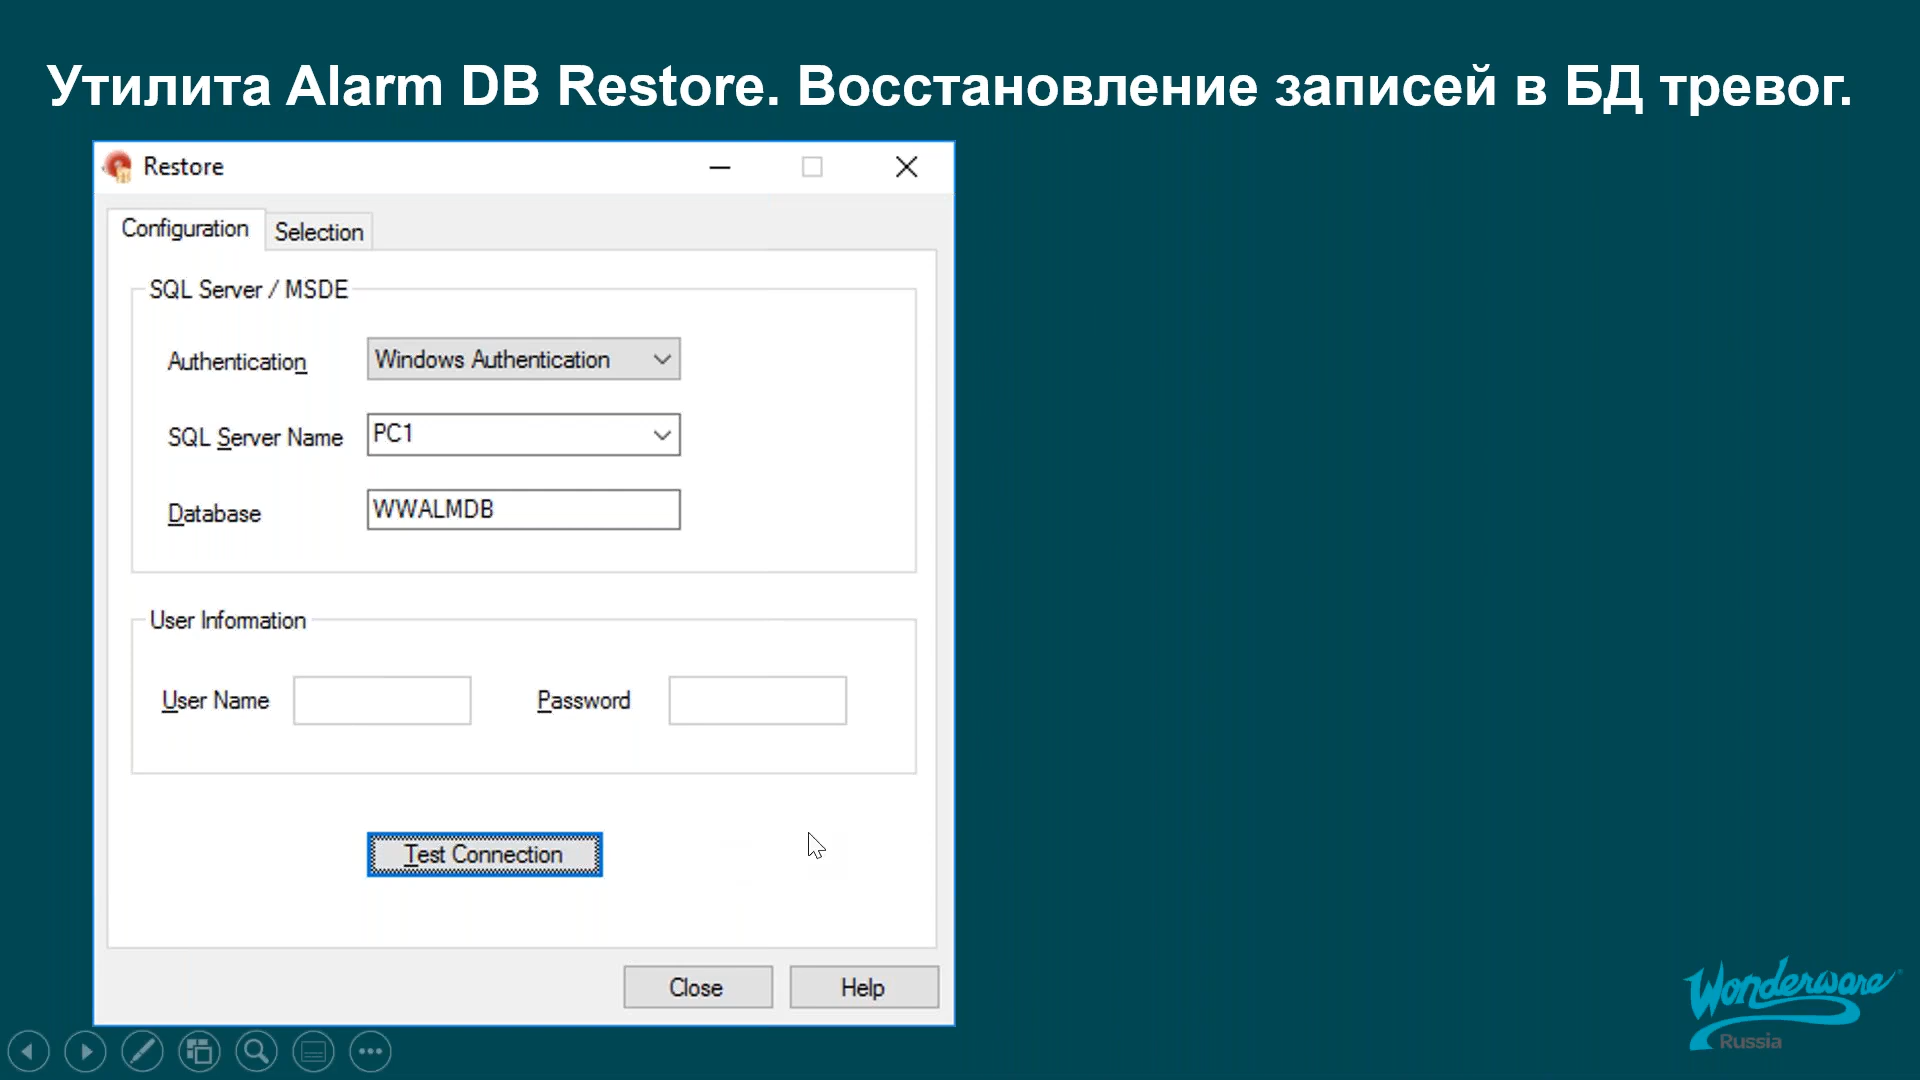 Утилита Alarm DB Restore. Восстановление записей в БД тревог.
Restore
Configuration
Selection
SQL Server / MSDE
Authentication
Windows Authentication
SQL Server Name
PC1
Database
WWALMDB
User Information
User Name
Password
Test Connection
Close
Help
Wonderware
Russia